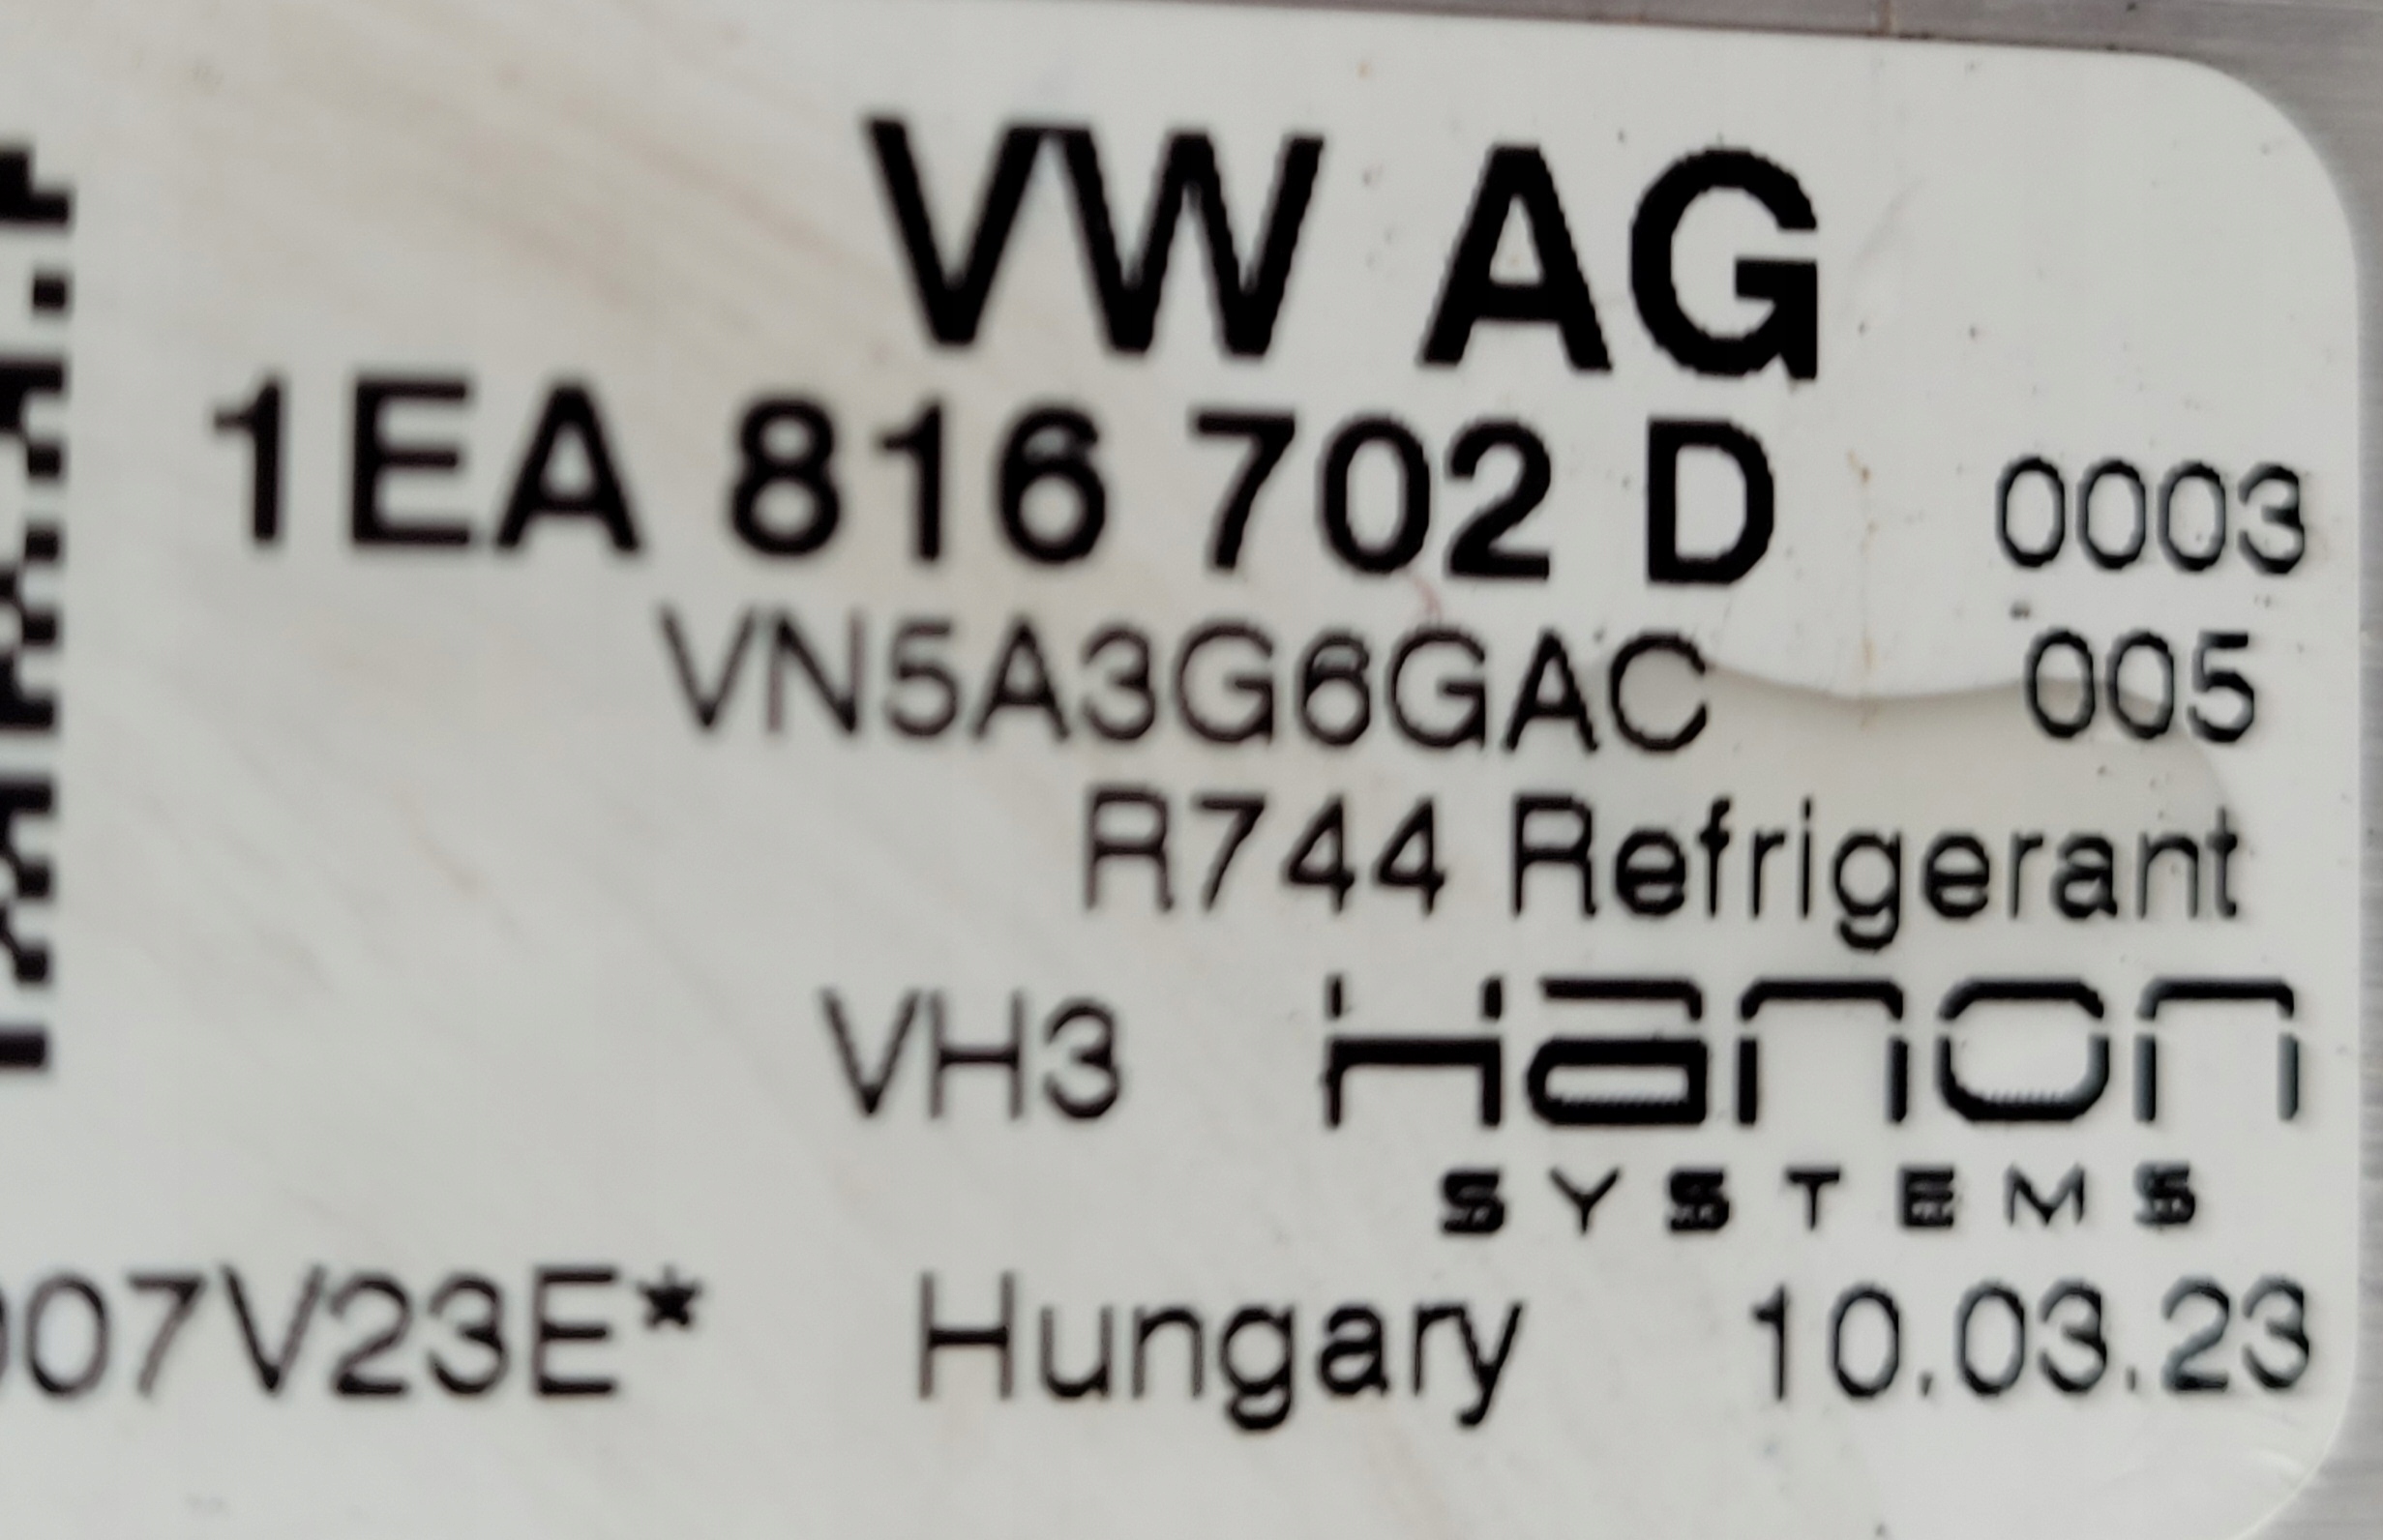 VW AG
1EA 816 702 D 0003
VN5A3G6GAC 005
R744 Refrigerant
VH3 Hanon
SYSTEMS
07V23E* Hungary 10.03.23